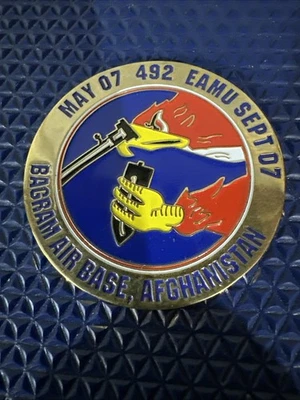 MAY 07 492 EAMU SEPT 07
BAGRAM AIR BASE, AFGHANISTAN